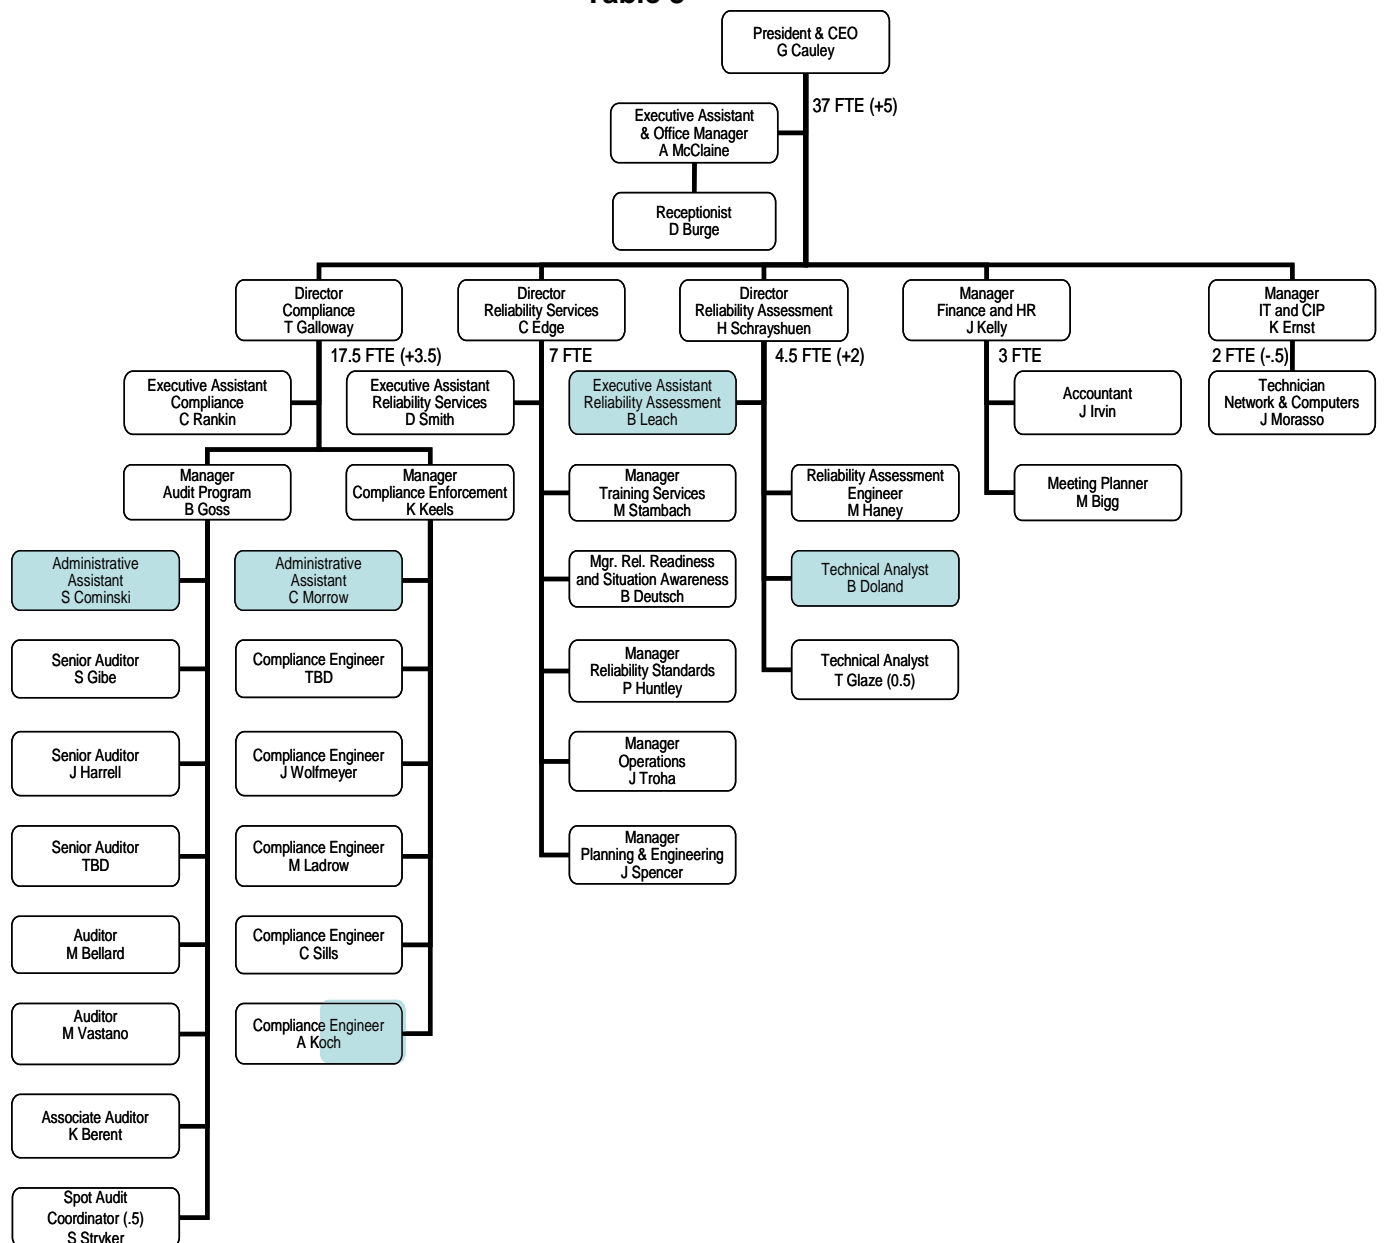 President & CEO
G Cauley
37 FTE (+5)
Executive Assistant
& Office Manager
A McClaine
Receptionist
D Burge
Director
Compliance
T Galloway
Director
Reliability Services
C Edge
Director
Reliability Assessment
H Schrayshuen
Manager
Finance and HR
J Kelly
Manager
IT and CIP
K Ernst
17.5 FTE (+3.5)
7 FTE
4.5 FTE (+2)
3 FTE
2 FTE (-.5)
Executive Assistant
Compliance
C Rankin
Executive Assistant
Reliability Services
D Smith
Executive Assistant
Reliability Assessment
B Leach
Accountant
J Irvin
Technician
Network & Computers
J Morasso
Manager
Audit Program
B Goss
Manager
Compliance Enforcement
K Keels
Manager
Training Services
M Stambach
Reliability Assessment
Engineer
M Haney
Meeting Planner
M Bigg
Administrative
Assistant
S Cominski
Administrative
Assistant
C Morrow
Mgr. Rel. Readiness
and Situation Awareness
B Deutsch
Technical Analyst
B Doland
Senior Auditor
S Gibe
Compliance Engineer
TBD
Manager
Reliability Standards
P Huntley
Technical Analyst
T Glaze (0.5)
Senior Auditor
J Harrell
Compliance Engineer
J Wolfmeyer
Manager
Operations
J Troha
Senior Auditor
TBD
Compliance Engineer
M Ladrow
Manager
Planning & Engineering
J Spencer
Auditor
M Bellard
Compliance Engineer
C Sills
Auditor
M Vastano
Compliance Engineer
A Koch
Associate Auditor
K Berent
Spot Audit
Coordinator (.5)
S Stryker